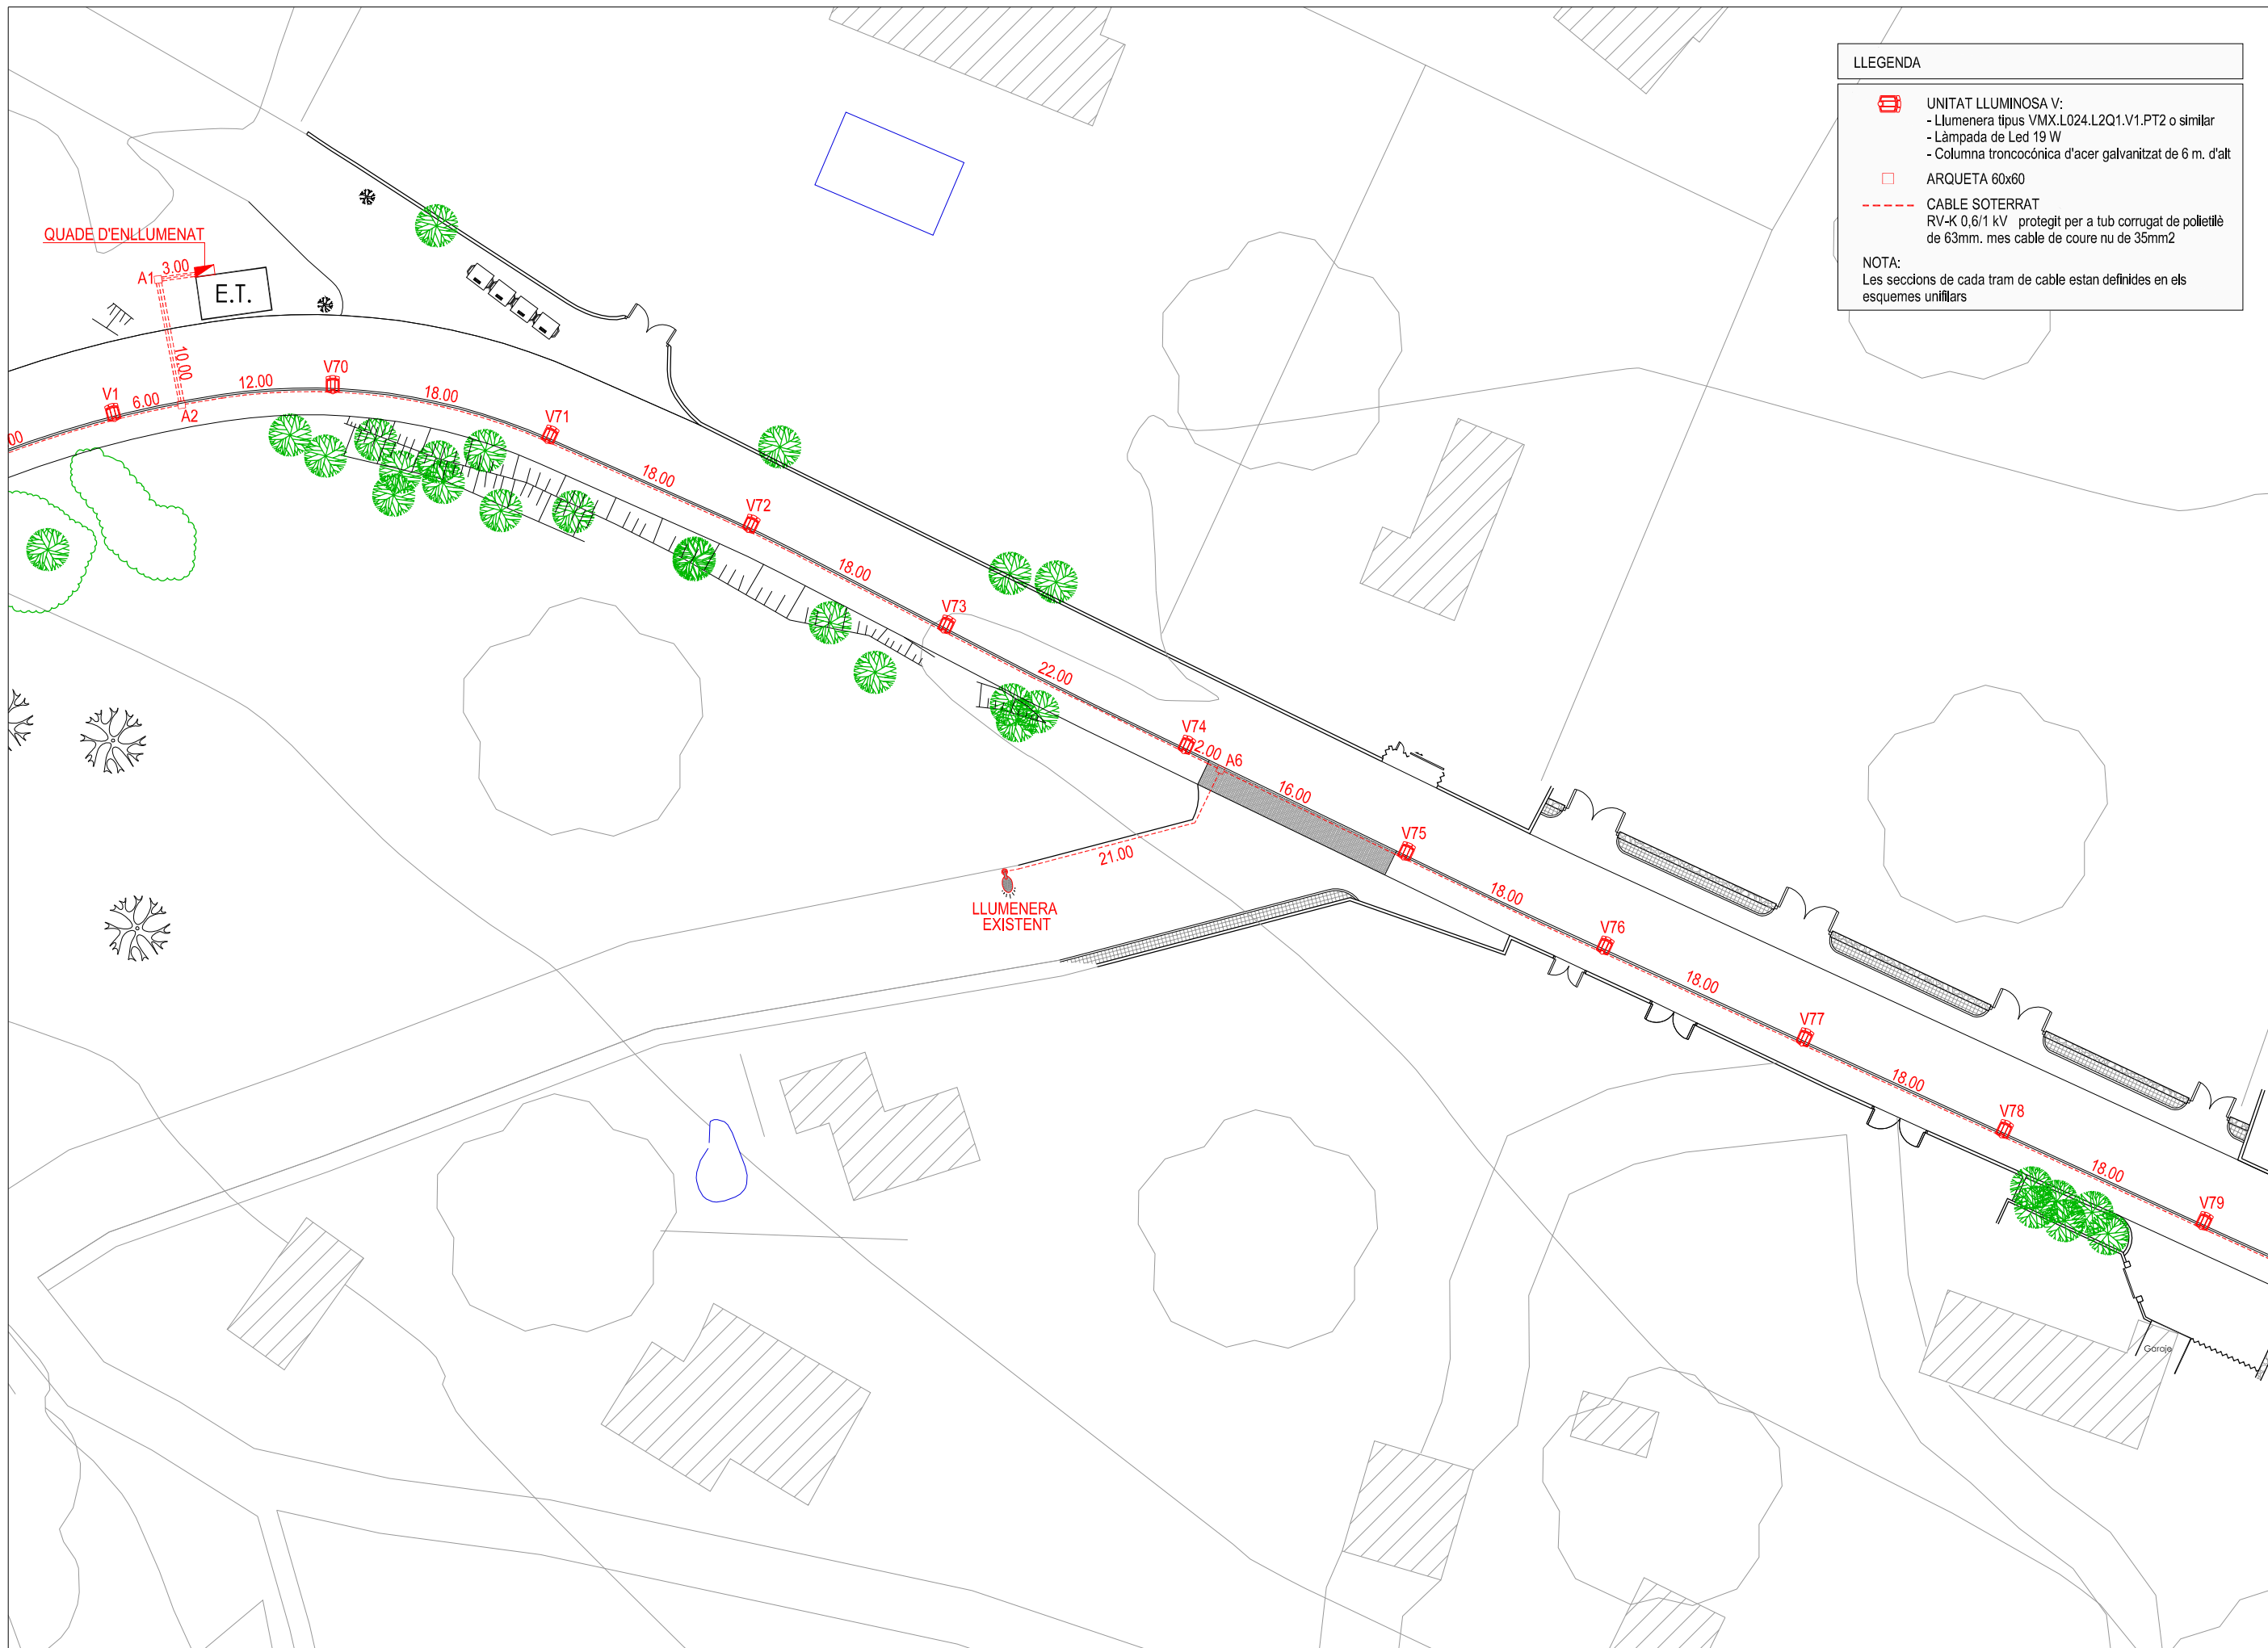 LLEGENDA
UNITAT LLUMINOSA V:
- Llumenera tipus VMX.L024.L2Q1.V1.PT2 o similar
- Làmpada de Led 19 W
- Columna troncocónica d'acer galvanitzat de 6 m. d'alt
ARQUETA 60x60
CABLE SOTERRAT
RV-K 0,6/1 kV protegit per a tub corrugat de polietilè
de 63mm. mes cable de coure nu de 35mm2
NOTA:
Les seccions de cada tram de cable estan definides en els
esquemes unifilars
QUADE D'ENLLUMENAT
A1
3.00
E.T.
10.00
V1
6.00
A2
12.00
V70
18.00
V71
18.00
V72
18.00
V73
22.00
V74
2.00
A6
16.00
V75
21.00
LLUMENERA
EXISTENT
18.00
V76
18.00
V77
18.00
V78
18.00
V79
Garaje
00